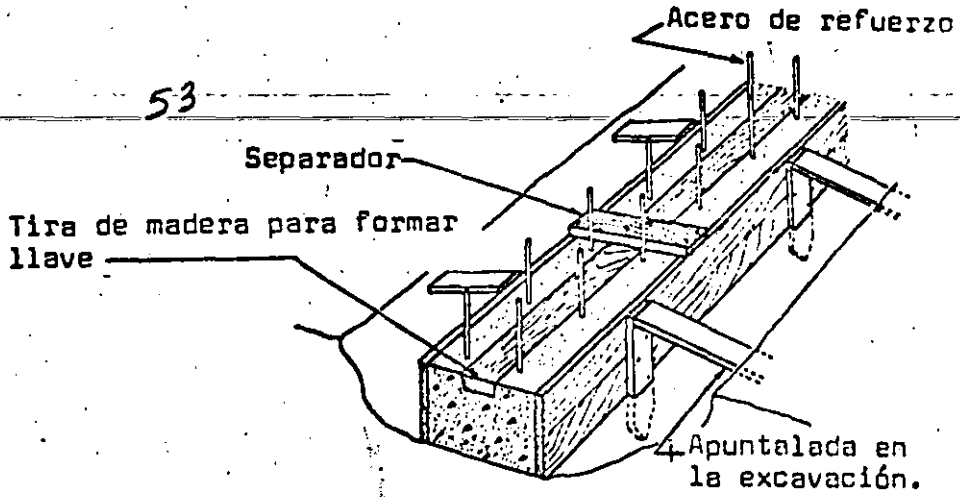 Acero de refuerzo
53
Separador
Tira de madera para formar
llave
Apuntalada en
la excavación.